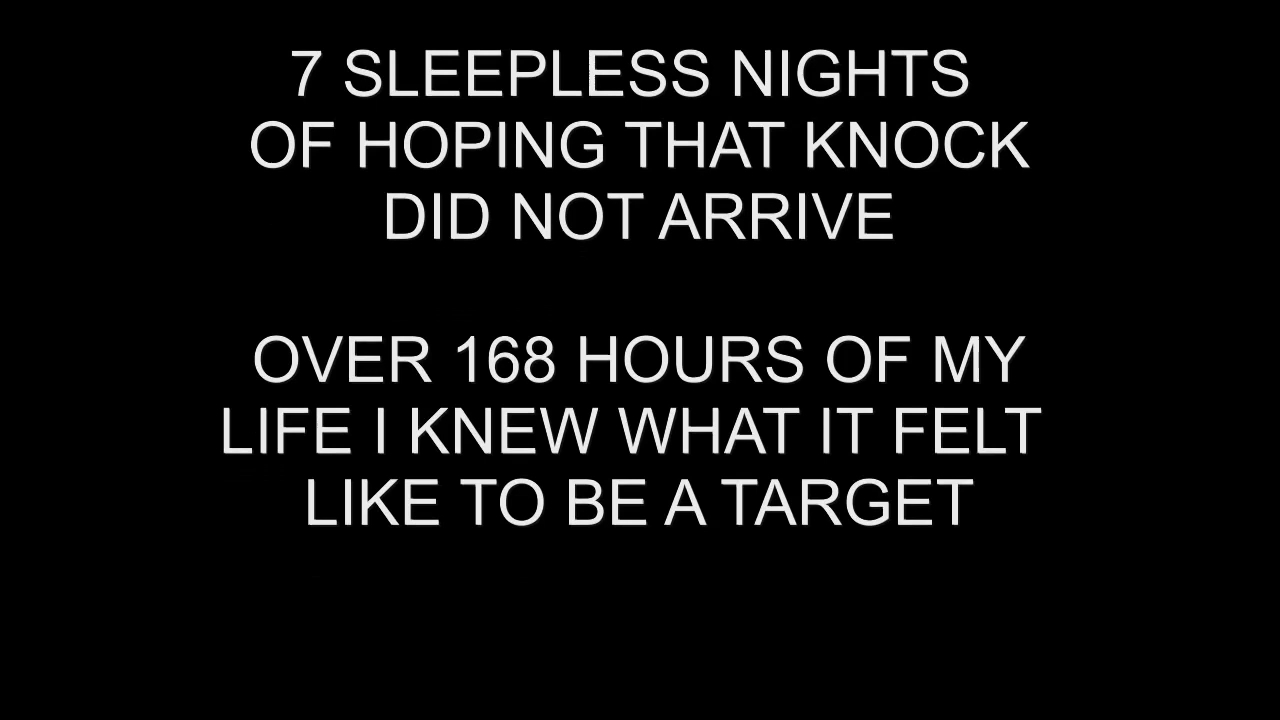 7 SLEEPLESS NIGHTS
OF HOPING THAT KNOCK
DID NOT ARRIVE
OVER 168 HOURS OF MY
LIFE I KNEW WHAT IT FELT
LIKE TO BE A TARGET